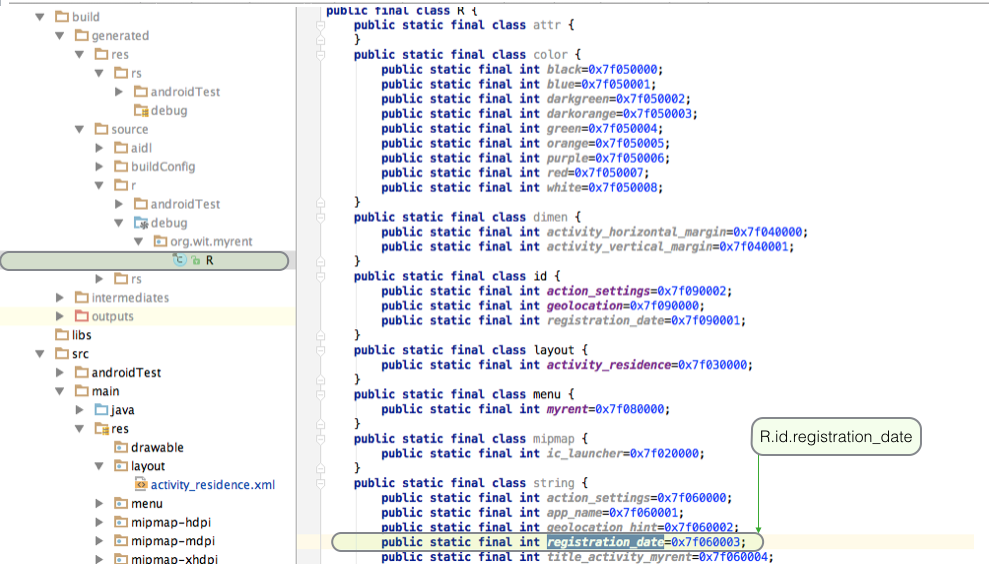 build
generated
res
rs
androidTest
debug
source
aidl
buildConfig
r
androidTest
debug
org.wit.myrent
R
rs
intermediates
outputs
libs
src
androidTest
main
java
res
drawable
layout
activity_residence.xml
menu
mipmap-hdpi
mipmap-mdpi
mipmap-xhdpi
public final class R {
public static final class attr {
}
public static final class color {
public static final int black=0x7f050000;
public static final int blue=0x7f050001;
public static final int darkgreen=0x7f050002;
public static final int darkorange=0x7f050003;
public static final int green=0x7f050004;
public static final int orange=0x7f050005;
public static final int purple=0x7f050006;
public static final int red=0x7f050007;
public static final int white=0x7f050008;
}
public static final class dimen {
public static final int activity_horizontal_margin=0x7f040000;
public static final int activity_vertical_margin=0x7f040001;
}
public static final class id {
public static final int action_settings=0x7f090002;
public static final int geolocation=0x7f090000;
public static final int registration_date=0x7f090001;
}
public static final class layout {
public static final int activity_residence=0x7f030000;
}
public static final class menu {
public static final int myrent=0x7f080000;
}
public static final class mipmap {
public static final int ic_launcher=0x7f020000;
}
public static final class string {
public static final int action_settings=0x7f060000;
public static final int app_name=0x7f060001;
public static final int geolocation_hint=0x7f060002;
public static final int registration_date=0x7f060003;
public static final int title_activity_myrent=0x7f060004;
R.id.registration_date